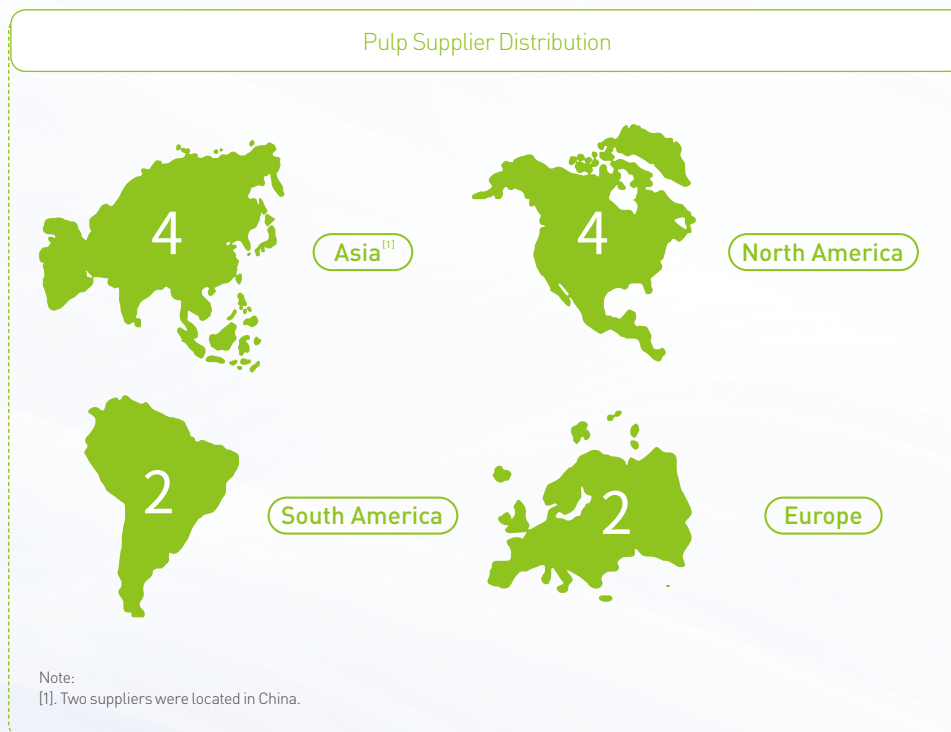 Pulp Supplier Distribution
4
Asia[1]
4
North America
2
South America
2
Europe
Note:
[1]. Two suppliers were located in China.